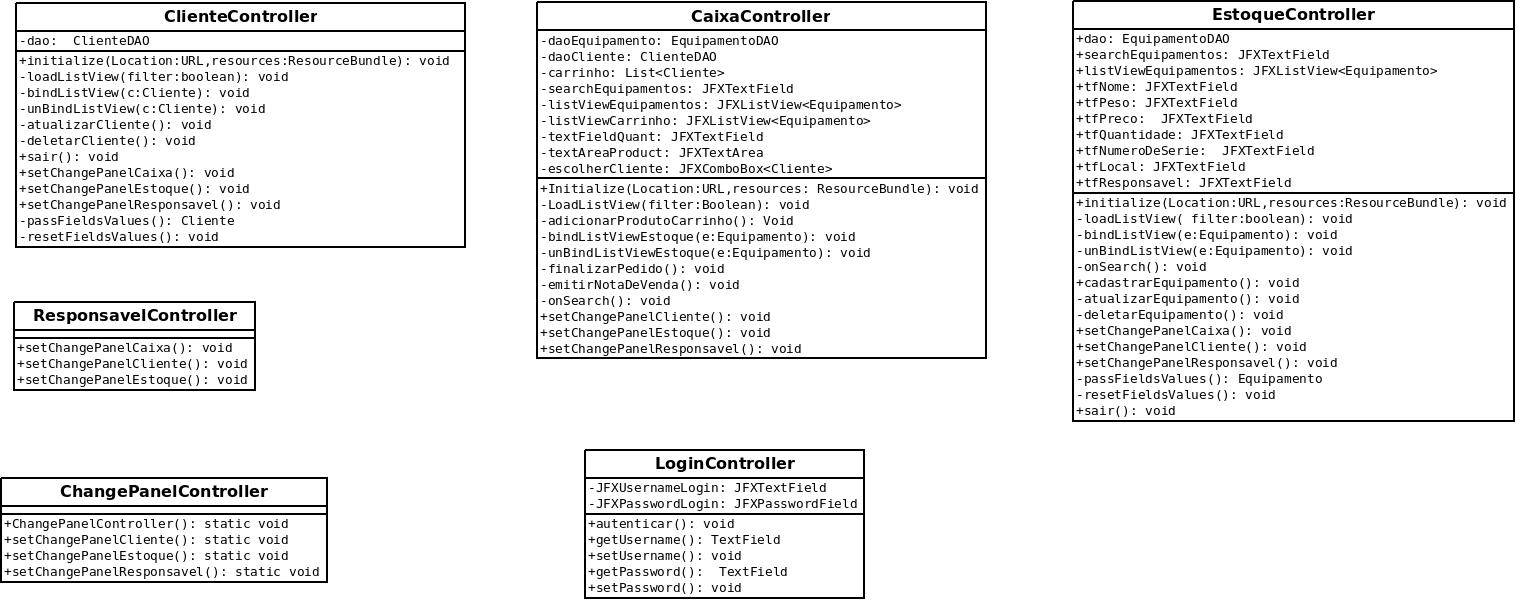 ClienteController
-dao:  ClienteDAO
+initialize(Location:URL,resources:ResourceBundle): void
-loadListView(filter:boolean): void
-bindListView(c:Cliente): void
-unBindListView(c:Cliente): void
-atualizarCliente(): void
-deletarCliente(): void
+sair(): void
+setChangePanelCaixa(): void
+setChangePanelEstoque(): void
+setChangePanelResponsavel(): void
-passFieldsValues(): Cliente
-resetFieldsValues(): void
CaixaController
-daoEquipamento: EquipamentoDAO
-daoCliente: ClienteDAO
-carrinho: List<Cliente>
-searchEquipamentos: JFXTextField
-listViewEquipamentos: JFXListView<Equipamento>
-listViewCarrinho: JFXListView<Equipamento>
-textFieldQuant: JFXTextField
-textAreaProduct: JFXTextArea
-escolherCliente: JFXComboBox<Cliente>
+Initialize(Location:URL,resources: ResourceBundle): void
-LoadListView(filter:Boolean): void
-adicionarProdutoCarrinho(): Void
-bindListViewEstoque(e:Equipamento): void
-unBindListViewEstoque(e:Equipamento): void
-finalizarPedido(): void
-emitirNotaDeVenda(): void
-onSearch(): void
+setChangePanelCliente(): void
+setChangePanelEstoque(): void
+setChangePanelResponsavel(): void
EstoqueController
+dao: EquipamentoDAO
+searchEquipamentos: JFXTextField
+listViewEquipamentos: JFXListView<Equipamento>
+tfNome: JFXTextField
+tfPeso: JFXTextField
+tfPreco:  JFXTextField
+tfQuantidade: JFXTextField
+tfNumeroDeSerie:  JFXTextField
+tfLocal: JFXTextField
+tfResponsavel: JFXTextField
+initialize(Location:URL,resources:ResourceBundle): void
-loadListView( filter:boolean): void
-bindListView(e:Equipamento): void
-unBindListView(e:Equipamento): void
-onSearch(): void
+cadastrarEquipamento(): void
-atualizarEquipamento(): void
-deletarEquipamento(): void
+setChangePanelCaixa(): void
+setChangePanelCliente(): void
+setChangePanelResponsavel(): void
-passFieldsValues(): Equipamento
-resetFieldsValues(): void
+sair(): void
ResponsavelController
+setChangePanelCaixa(): void
+setChangePanelCliente(): void
+setChangePanelEstoque(): void
ChangePanelController
+ChangePanelController(): static void
+setChangePanelCliente(): static void
+setChangePanelEstoque(): static void
+setChangePanelResponsavel(): static void
LoginController
-JFXUsernameLogin: JFXTextField
-JFXPasswordLogin: JFXPasswordField
+autenticar(): void
+getUsername(): TextField
+setUsername(): void
+getPassword():  TextField
+setPassword(): void